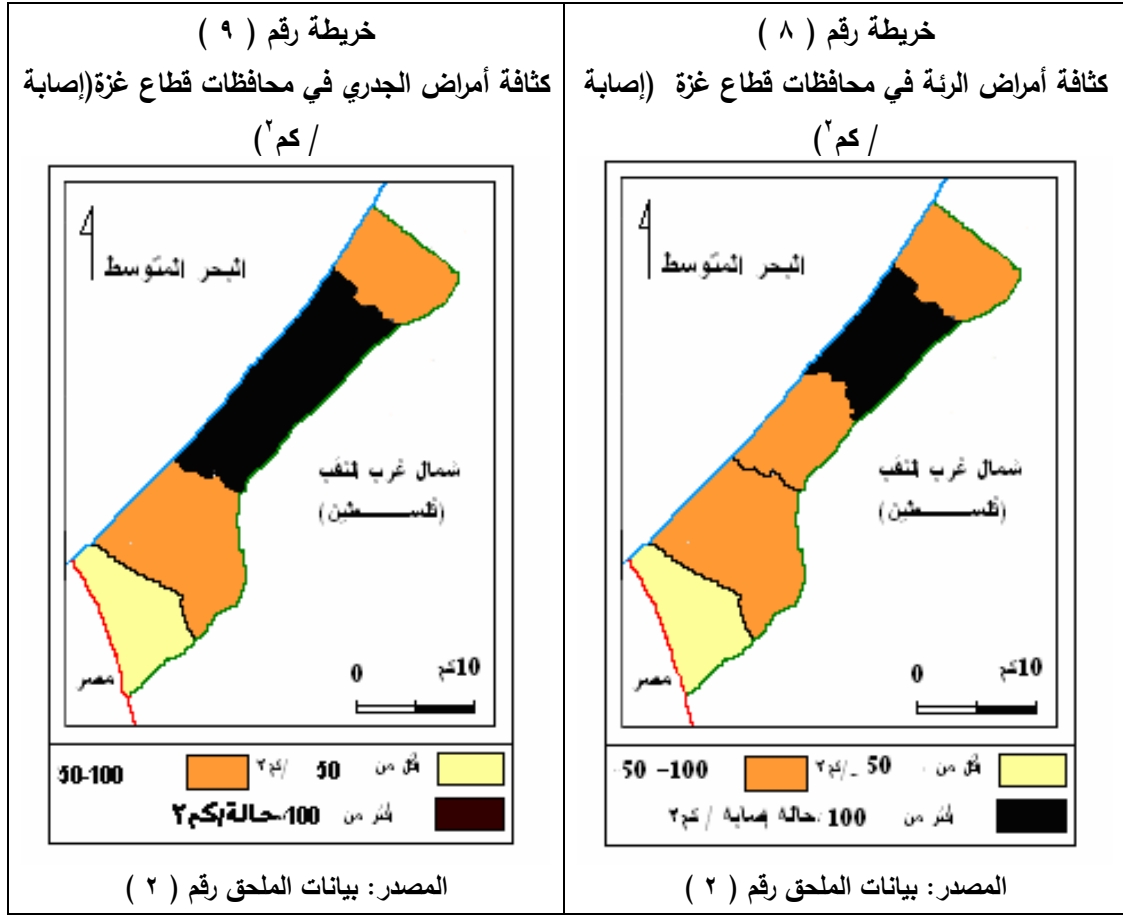 خريطة رقم ( ٨ )
كثافة أمراض الرئة في محافظات قطاع غزة (إصابة
/ كم٢)
البحر المتوسط
شمال غرب النقب
(فلســـــطين)
مصر
0
10كم
أقل من 50 /كم٢
50 –100
أكثر من 100 /حالة إصابة / كم٢
المصدر: بيانات الملحق رقم ( ٢ )
خريطة رقم ( ٩ )
كثافة أمراض الجدري في محافظات قطاع غزة(إصابة
/ كم٢)
البحر المتوسط
شمال غرب النقب
(فلســـــطين)
مصر
0
10كم
أقل من 50 /كم٢
50-100
أكثر من 100/حالة/كم٢
المصدر: بيانات الملحق رقم ( ٢ )